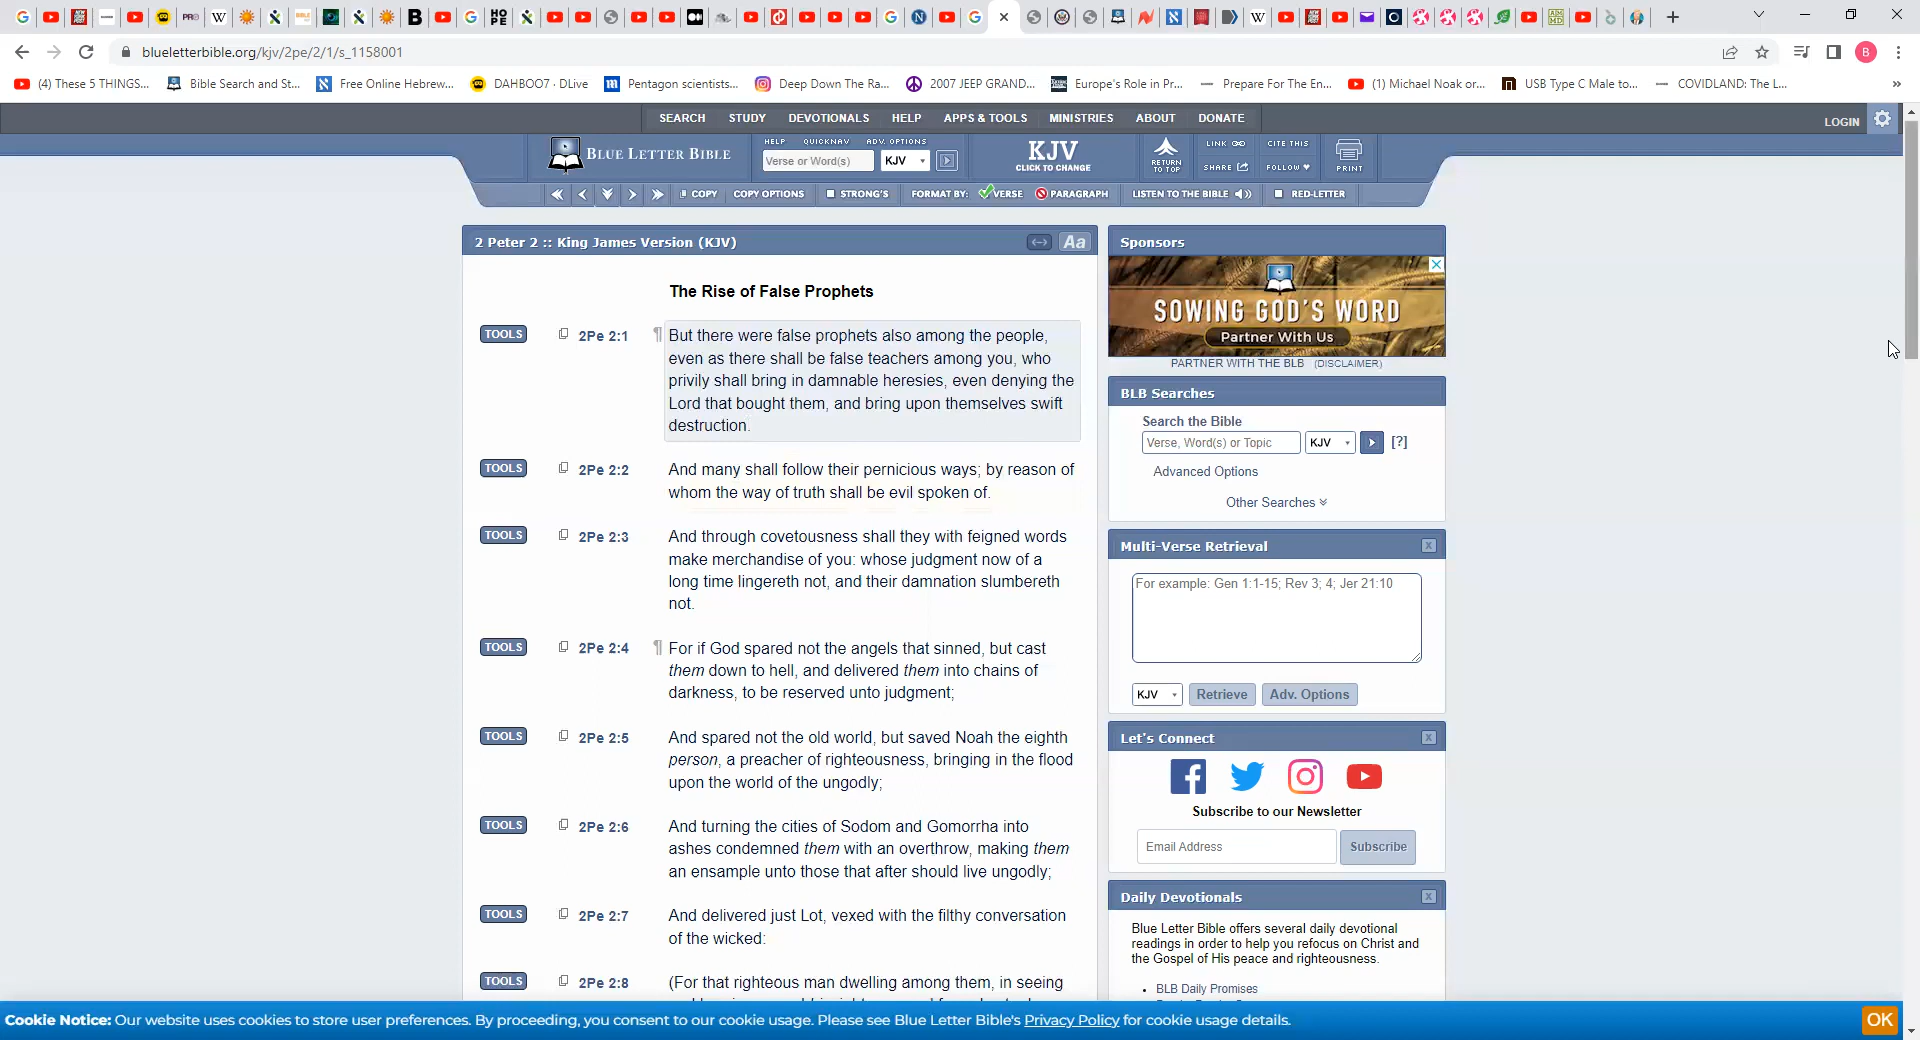 blueletterbible.org/kjv/2pe/2/1/s_1158001
B
(4) These 5 THINGS...
Bible Search and St...
Free Online Hebrew...
DAHBOO7 · DLive
Pentagon scientists...
Deep Down The Ra...
2007 JEEP GRAND...
Europe's Role in Pr...
Prepare For The En...
(1) Michael Noak or...
USB Type C Male to...
COVIDLAND: The L...
»
SEARCH STUDY DEVOTIONALS HELP APPS & TOOLS MINISTRIES ABOUT DONATE
LOGIN
BLUE LETTER BIBLE
HELP QUICKNAV ADV. OPTIONS
Verse or Word(s) KJV
KJV
CLICK TO CHANGE
RETURN
TO TOP
LINK
CITE THIS
SHARE
FOLLOW
PRINT
COPY COPY OPTIONS STRONG'S FORMAT BY: VERSE PARAGRAPH LISTEN TO THE BIBLE RED-LETTER
2 Peter 2 :: King James Version (KJV)
Aa
The Rise of False Prophets
TOOLS 2Pe 2:1 ¶ But there were false prophets also among the people,
even as there shall be false teachers among you, who
privily shall bring in damnable heresies, even denying the
Lord that bought them, and bring upon themselves swift
destruction.
TOOLS 2Pe 2:2 And many shall follow their pernicious ways; by reason of
whom the way of truth shall be evil spoken of.
TOOLS 2Pe 2:3 And through covetousness shall they with feigned words
make merchandise of you: whose judgment now of a
long time lingereth not, and their damnation slumbereth
not.
TOOLS 2Pe 2:4 ¶ For if God spared not the angels that sinned, but cast
them down to hell, and delivered them into chains of
darkness, to be reserved unto judgment;
TOOLS 2Pe 2:5 And spared not the old world, but saved Noah the eighth
person, a preacher of righteousness, bringing in the flood
upon the world of the ungodly;
TOOLS 2Pe 2:6 And turning the cities of Sodom and Gomorrha into
ashes condemned them with an overthrow, making them
an ensample unto those that after should live ungodly;
TOOLS 2Pe 2:7 And delivered just Lot, vexed with the filthy conversation
of the wicked:
TOOLS 2Pe 2:8 (For that righteous man dwelling among them, in seeing
Sponsors
SOWING GOD'S WORD
Partner With Us
PARTNER WITH THE BLB (DISCLAIMER)
BLB Searches
Search the Bible
Verse, Word(s) or Topic KJV [?]
Advanced Options
Other Searches
Multi-Verse Retrieval
For example: Gen 1:1-15; Rev 3; 4; Jer 21:10
KJV Retrieve Adv. Options
Let's Connect
Subscribe to our Newsletter
Email Address Subscribe
Daily Devotionals
Blue Letter Bible offers several daily devotional
readings in order to help you refocus on Christ and
the Gospel of His peace and righteousness.
BLB Daily Promises
Cookie Notice: Our website uses cookies to store user preferences. By proceeding, you consent to our cookie usage. Please see Blue Letter Bible's Privacy Policy for cookie usage details.
OK